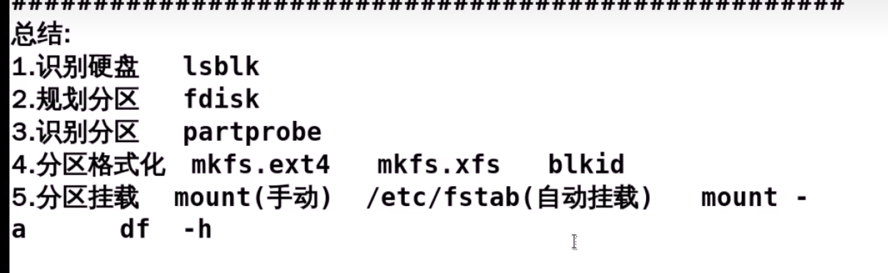 ####################################################
总结:
1.识别硬盘 lsblk
2.规划分区 fdisk
3.识别分区 partprobe
4.分区格式化 mkfs.ext4 mkfs.xfs blkid
5.分区挂载 mount(手动) /etc/fstab(自动挂载) mount -
a df -h